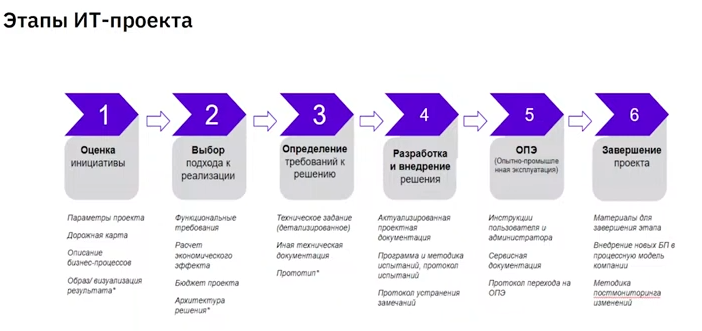 Этапы ИТ-проекта
1
2
3
4
5
6
Оценка
инициативы
Выбор
подхода к
реализации
Определение
требований к
решению
Разработка
и внедрение
решения
ОПЭ
(Опытно-промышле
нная эксплуатация)
Завершение
проекта
Параметры проекта
Дорожная карта
Описание
бизнес-процессов
Образ/ визуализация
результата*
Функциональные
требования
Расчет
экономического
эффекта
Бюджет проекта
Архитектура
решения*
Техническое задание
(детализированное)
Иная техническая
документация
Прототип*
Актуализированная
проектная
документация
Программа и методика
испытаний, протокол
испытаний
Протокол устранения
замечаний
Инструкции
пользователя и
администратора
Сервисная
документация
Протокол перехода на
ОПЭ
Материалы для
завершения этапа
Внедрение новых БП в
процессную модель
компании
Методика
постмониторинга
изменений